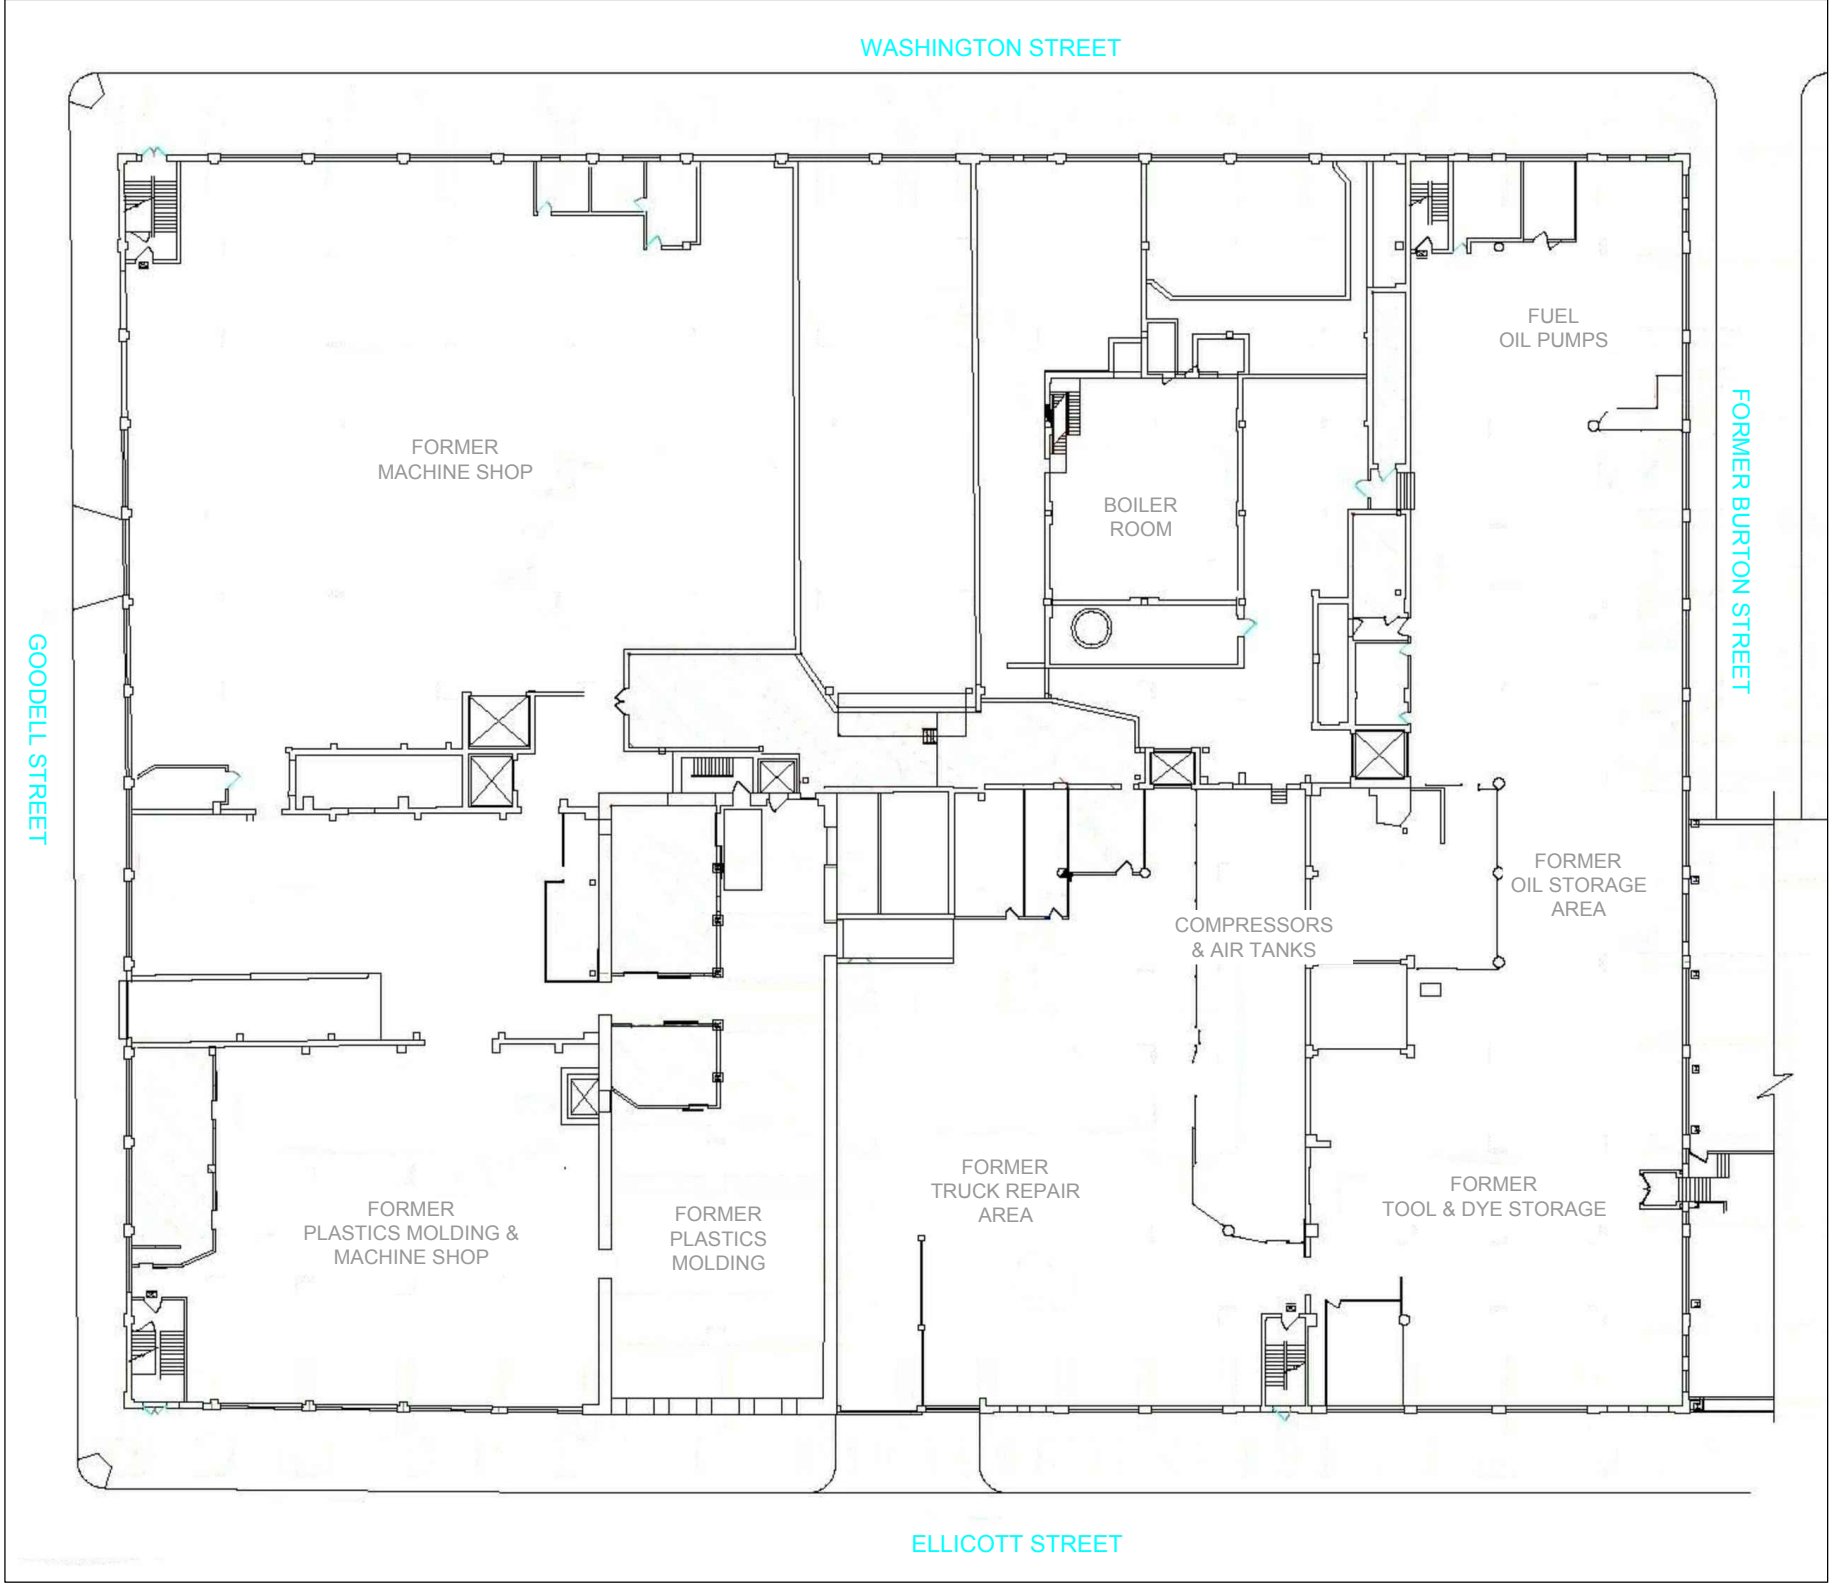 WASHINGTON STREET
FUEL
OIL PUMPS
FORMER
MACHINE SHOP
BOILER
ROOM
FORMER BURTON STREET
GOODELL STREET
FORMER
OIL STORAGE
AREA
COMPRESSORS
& AIR TANKS
FORMER
TRUCK REPAIR
AREA
FORMER
TOOL & DYE STORAGE
FORMER
PLASTICS MOLDING &
MACHINE SHOP
FORMER
PLASTICS
MOLDING
ELLICOTT STREET